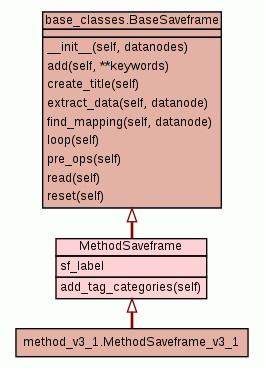 base_classes.BaseSaveframe
__init__(self, datanodes)
add(self, **keywords)
create_title(self)
extract_data(self, datanode)
find_mapping(self, datanode)
loop(self)
pre_ops(self)
read(self)
reset(self)
MethodSaveframe
sf_label
add_tag_categories(self)
method_v3_1.MethodSaveframe_v3_1